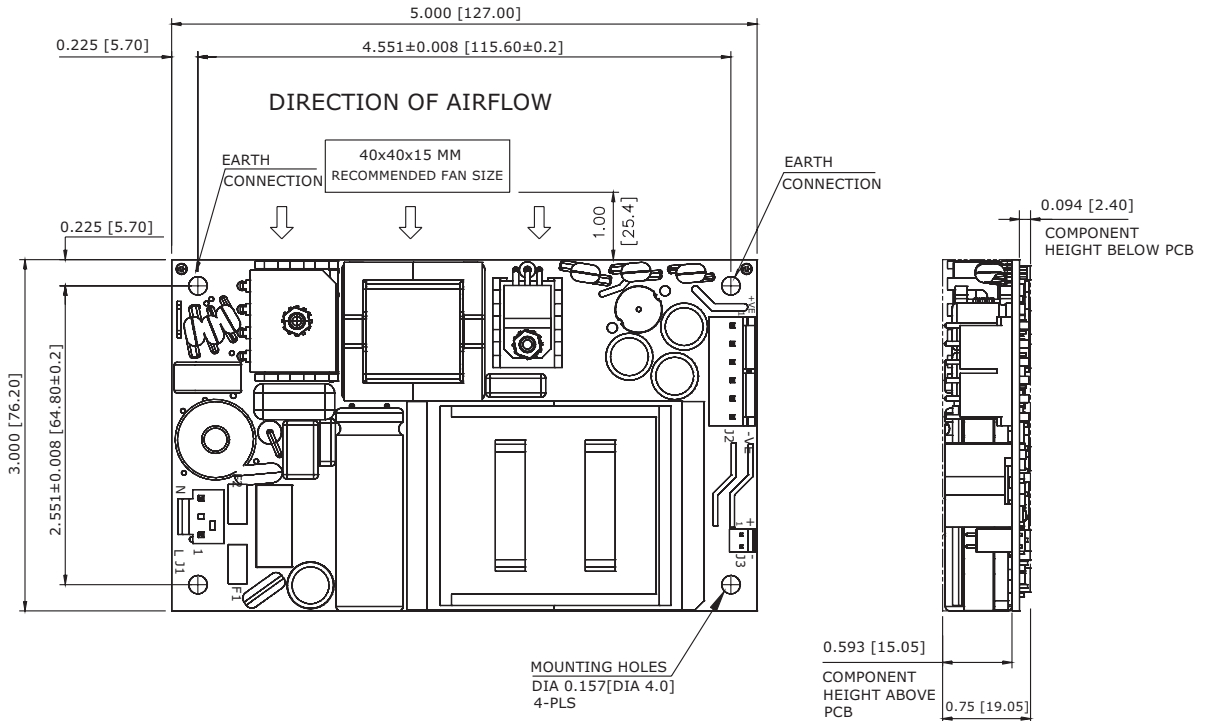 5.000 [127.00]
0.225 [5.70]
4.551±0.008 [115.60±0.2]
DIRECTION OF AIRFLOW
40x40x15 MM
RECOMMENDED FAN SIZE
EARTH
CONNECTION
EARTH
CONNECTION
1.00
[25.4]
0.225 [5.70]
0.094 [2.40]
COMPONENT
HEIGHT BELOW PCB
3.000 [76.20]
2.551±0.008 [64.80±0.2]
+VE
1
J2
-VE
F2
N
L
J1
1
F1
+
1
-
J3
MOUNTING HOLES
DIA 0.157[DIA 4.0]
4-PLS
0.593 [15.05]
COMPONENT
HEIGHT ABOVE
PCB
0.75 [19.05]